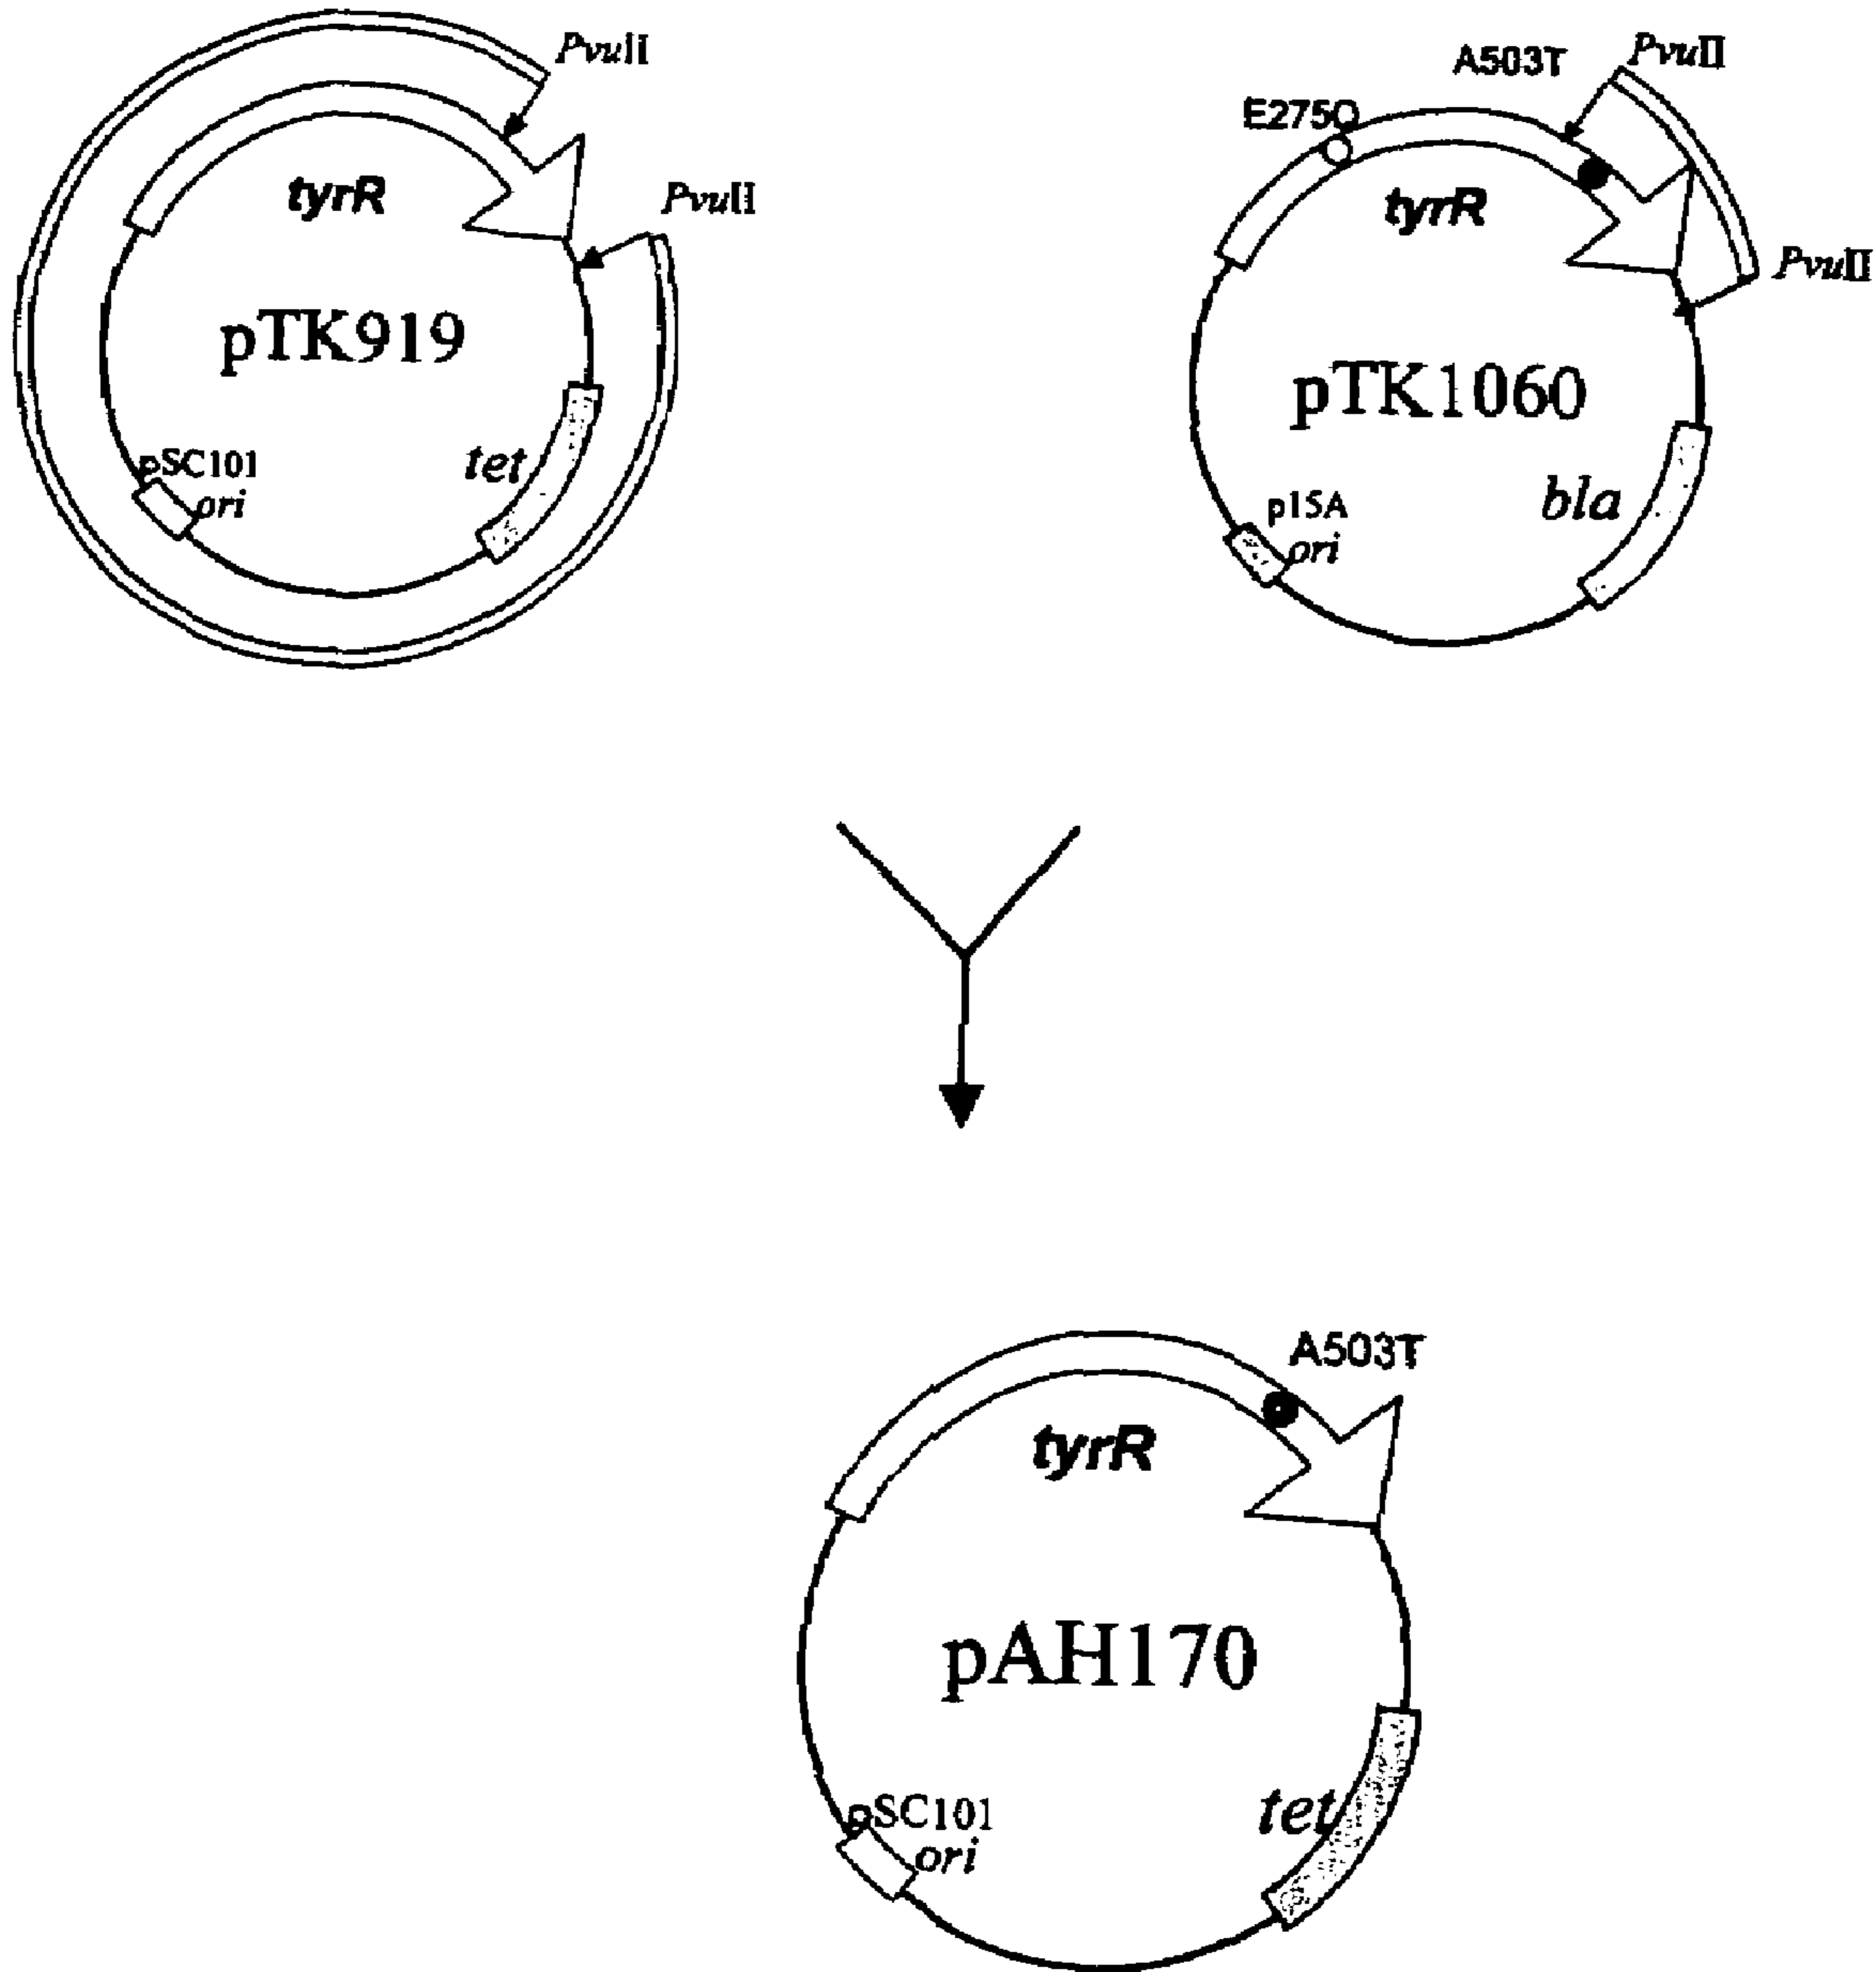 PvuII
PvuII
tyrR
pTK919
pSC101
ori
tet
A503T
PvuII
E275Q
tyrR
PvuII
pTK1060
p15A
ori
bla
A503T
tyrR
pAH170
pSC101
ori
tet